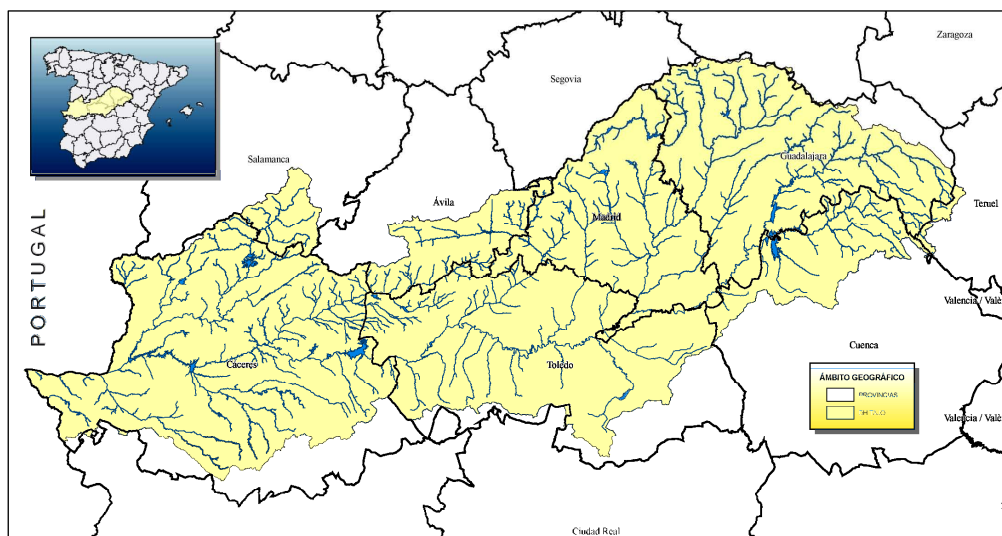 Zaragoza
Segovia
Salamanca
Guadalajara
Ávila
Teruel
Madrid
PORTUGAL
Valencia / Valè
Cuenca
Cáceres
Toledo
ÁMBITO GEOGRÁFICO
PROVINCIAS
Valencia / Valè
Ciudad Real